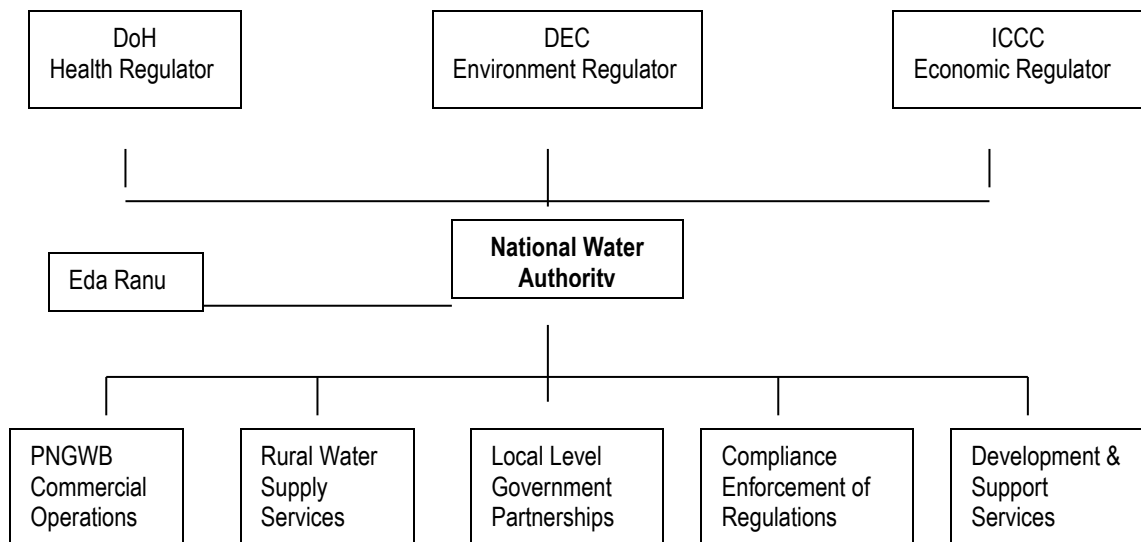 DoH
Health Regulator
DEC
Environment Regulator
ICCC
Economic Regulator
National Water
Authority
Eda Ranu
PNGWB
Commercial
Operations
Rural Water
Supply
Services
Local Level
Government
Partnerships
Compliance
Enforcement of
Regulations
Development &
Support
Services